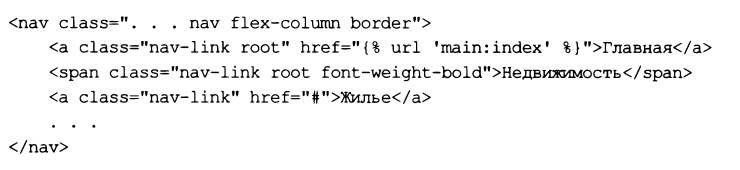 <nav class=". . . nav flex-column border">
<a class="nav-link root" href="{% url 'main:index' %}">Главная</a>
<span class="nav-link root font-weight-bold">Недвижимость</span>
<a class="nav-link" href="#">Жилье</a>
. . .
</nav>